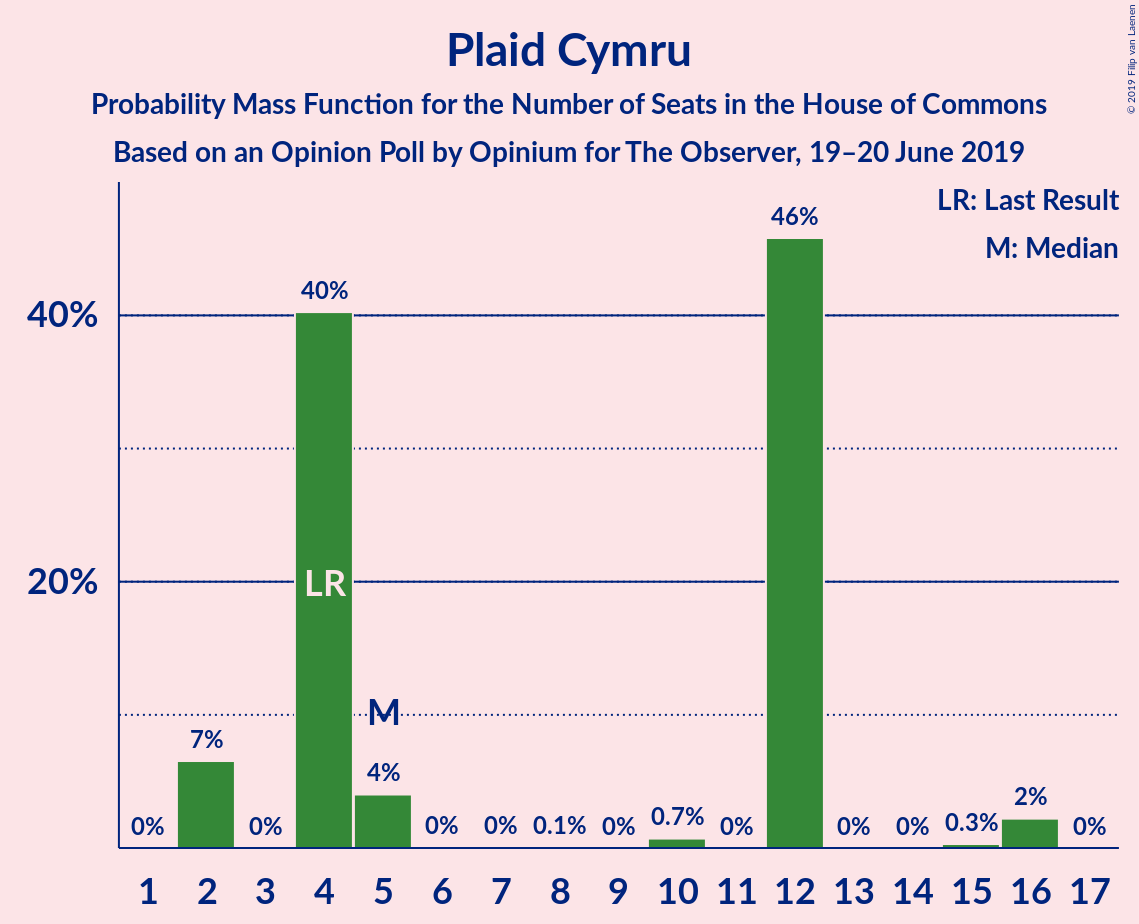 Plaid Cymru
Probability Mass Function for the Number of Seats in the House of Commons
Based on an Opinion Poll by Opinium for The Observer, 19–20 June 2019
© 2019 Filip van Laenen
LR: Last Result
M: Median
46%
40%
40%
LR
20%
M
7%
4%
2%
0%
0%
0%
0%
0.1%
0%
0.7%
0%
0%
0%
0.3%
0%
1 2 3 4 5 6 7 8 9 10 11 12 13 14 15 16 17